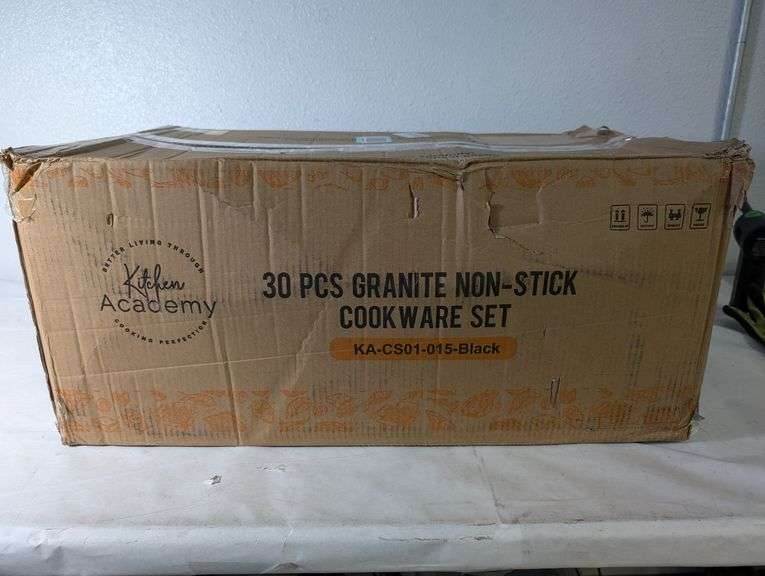 BETTER LIVING THROUGH
Kitchen
Academy
COOKING PERFECTION
30 PCS GRANITE NON-STICK
COOKWARE SET
KA-CS01-015-Black